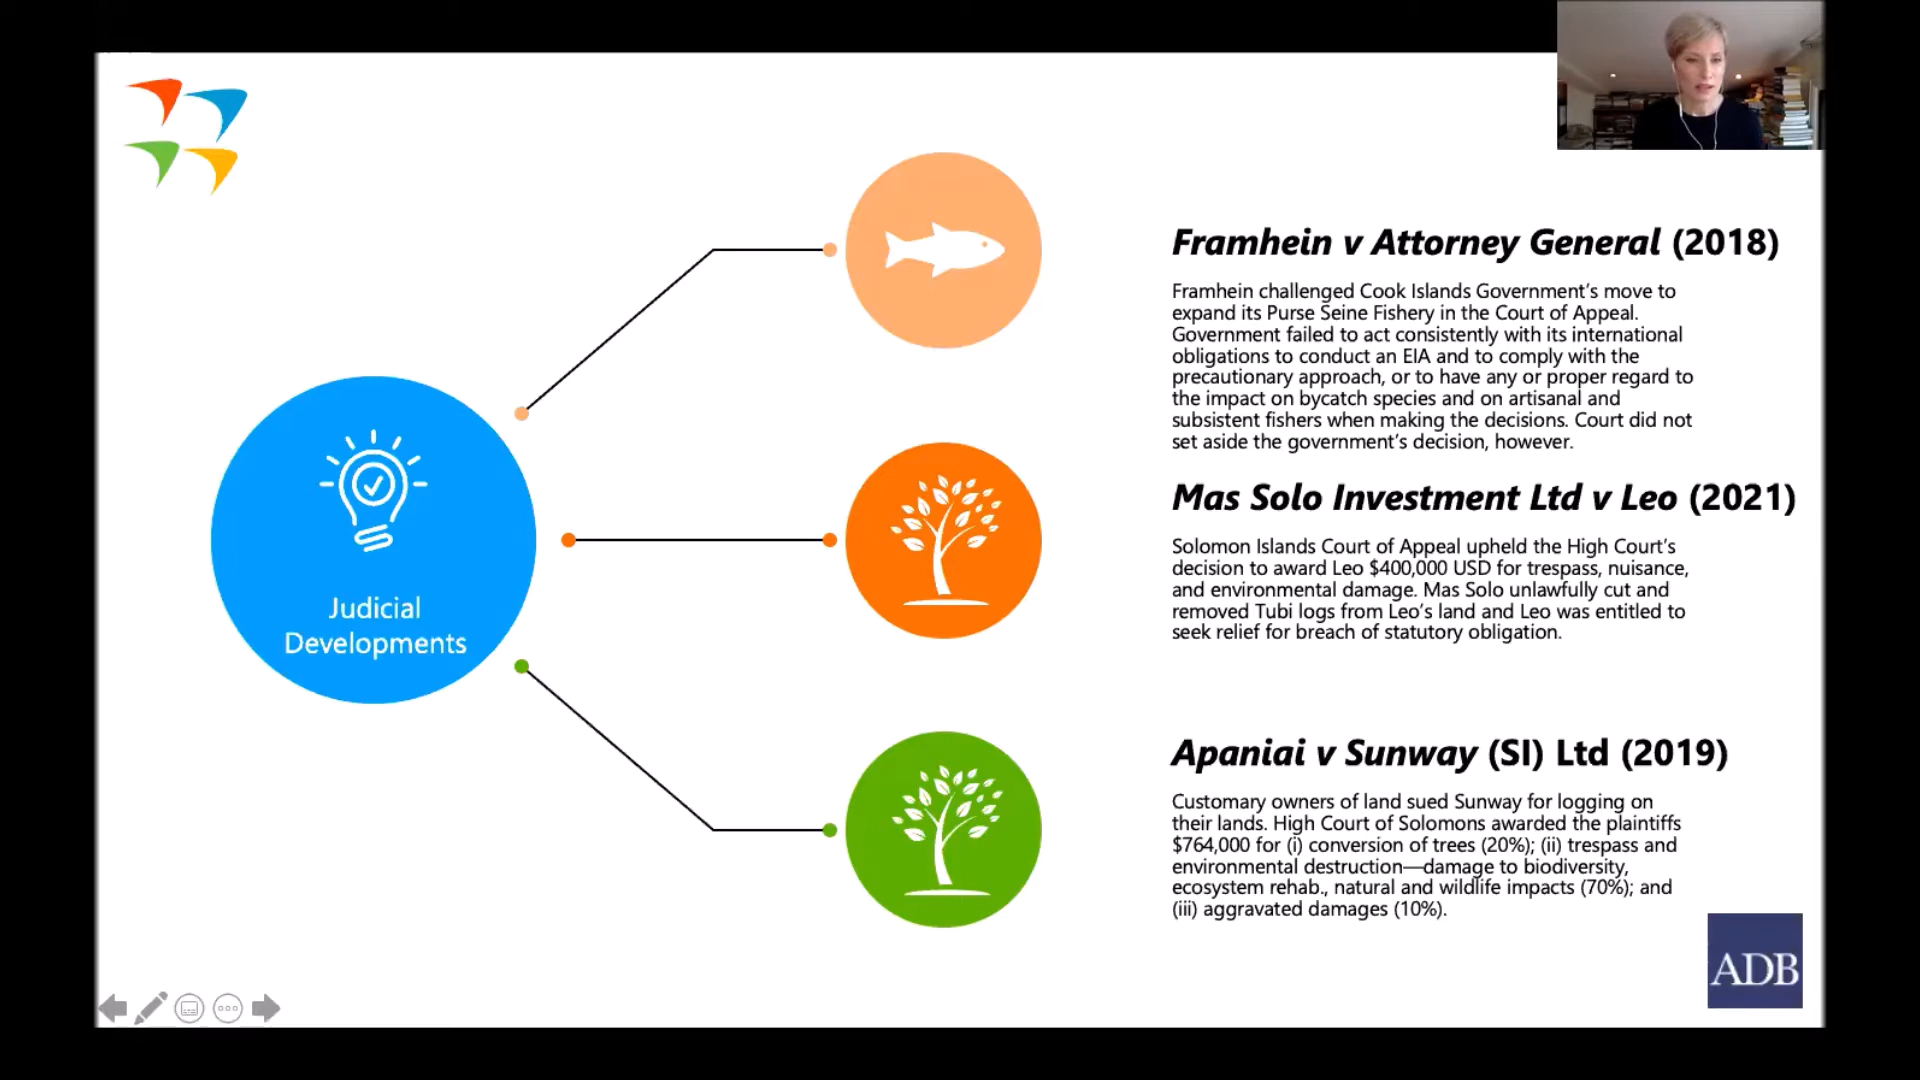 Judicial
Developments
Framhein v Attorney General (2018)
Framhein challenged Cook Islands Government’s move to
expand its Purse Seine Fishery in the Court of Appeal.
Government failed to act consistently with its international
obligations to conduct an EIA and to comply with the
precautionary approach, or to have any or proper regard to
the impact on bycatch species and on artisanal and
subsistent fishers when making the decisions. Court did not
set aside the government’s decision, however.
Mas Solo Investment Ltd v Leo (2021)
Solomon Islands Court of Appeal upheld the High Court’s
decision to award Leo $400,000 USD for trespass, nuisance,
and environmental damage. Mas Solo unlawfully cut and
removed Tubi logs from Leo’s land and Leo was entitled to
seek relief for breach of statutory obligation.
Apaniai v Sunway (SI) Ltd (2019)
Customary owners of land sued Sunway for logging on
their lands. High Court of Solomons awarded the plaintiffs
$764,000 for (i) conversion of trees (20%); (ii) trespass and
environmental destruction—damage to biodiversity,
ecosystem rehab., natural and wildlife impacts (70%); and
(iii) aggravated damages (10%).
ADB